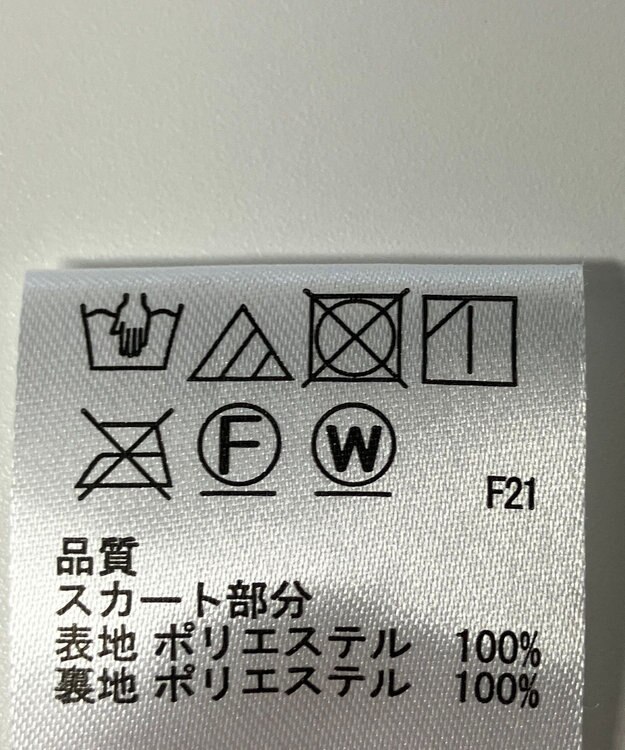 F W F21
品質
スカート部分
表地 ポリエステル 100%
裏地 ポリエステル 100%